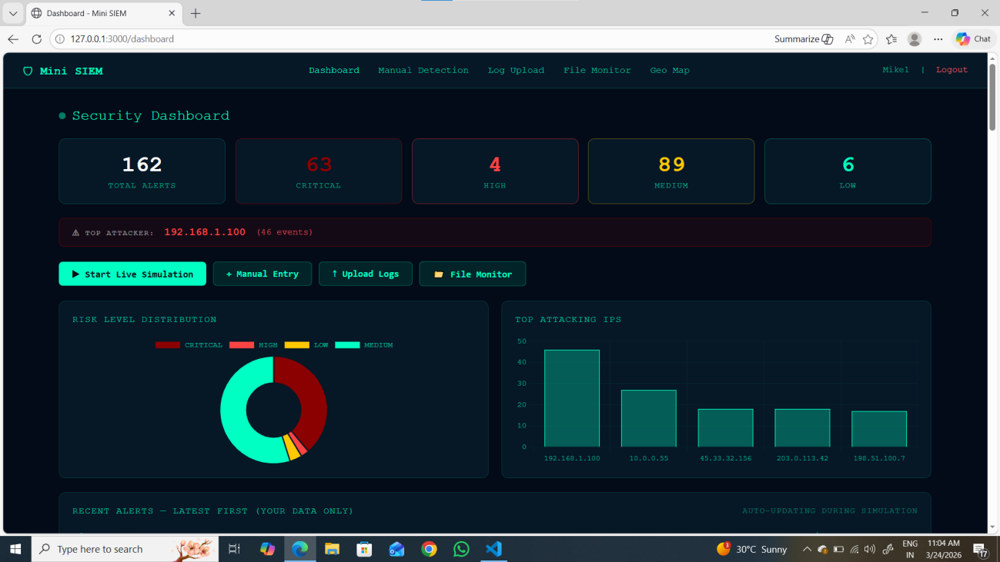 Dashboard - Mini SIEM
127.0.0.1:3000/dashboard
Summarize
Chat
Mini SIEM
Dashboard
Manual Detection
Log Upload
File Monitor
Geo Map
Mike1 | Logout
Security Dashboard
162
TOTAL ALERTS
63
CRITICAL
4
HIGH
89
MEDIUM
6
LOW
⚠ TOP ATTACKER: 192.168.1.100 (46 events)
▶ Start Live Simulation
+ Manual Entry
↑ Upload Logs
File Monitor
RISK LEVEL DISTRIBUTION
CRITICAL HIGH LOW MEDIUM
TOP ATTACKING IPS
50
40
30
20
10
0
192.168.1.100 10.0.0.55 45.33.32.156 203.0.113.42 198.51.100.7
RECENT ALERTS — LATEST FIRST (YOUR DATA ONLY)
AUTO-UPDATING DURING SIMULATION
Type here to search
3
30°C Sunny
ENG
IN
11:04 AM
3/24/2026
17